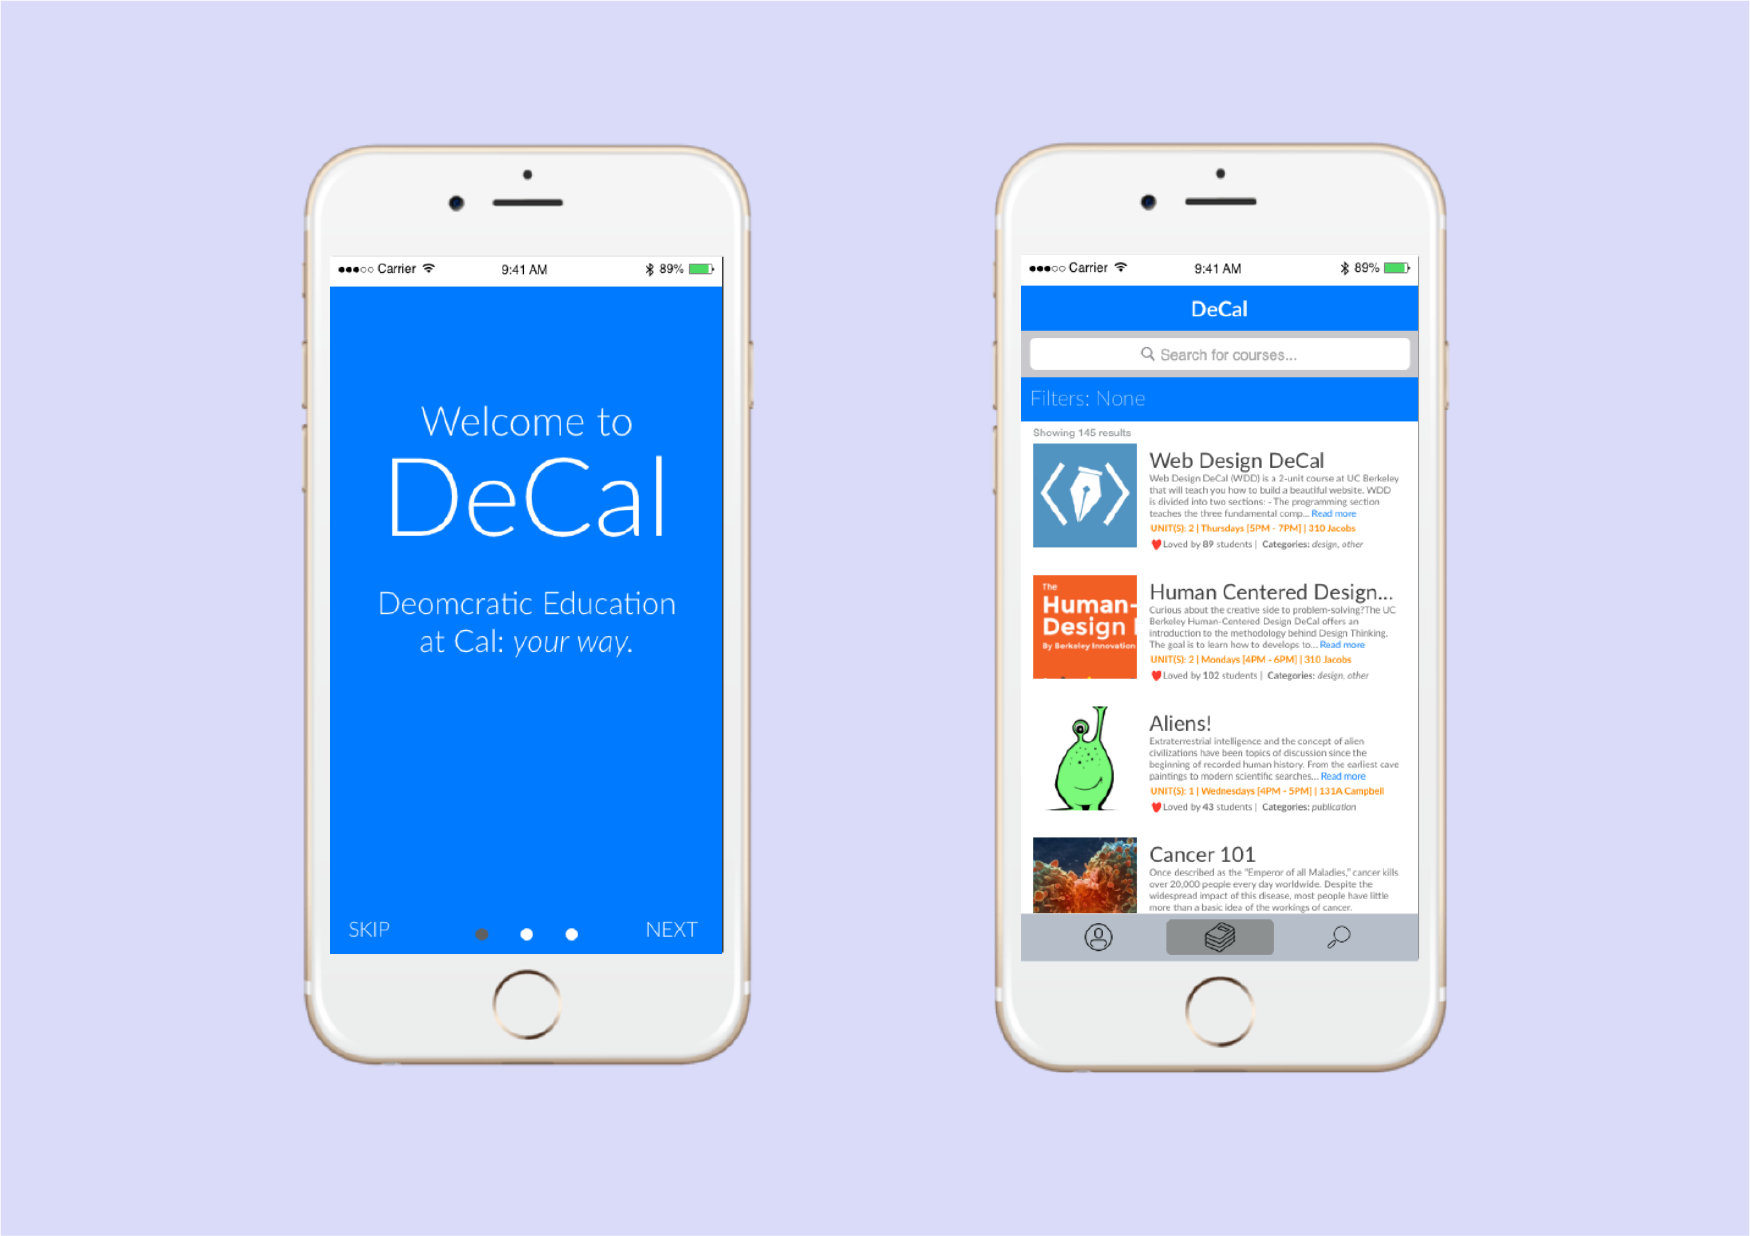 Carrier 9:41 AM 89%
Welcome to
DeCal
Deomcratic Education
at Cal: your way.
SKIP NEXT
Carrier 9:41 AM 89%
DeCal
Search for courses...
Filters: None
Showing 145 results
Web Design DeCal
Web Design DeCal (WDD) is a 2-unit course at UC Berkeley
that will teach you how to build a beautiful website. WDD
is divided into two sections: - The programming section
teaches the three fundamental comp... Read more
UNIT(S): 2 | Thursdays [5PM - 7PM] | 310 Jacobs
Loved by 89 students | Categories: design, other
The
Human-
Design
By Berkeley Innovation
Human Centered Design...
Curious about the creative side to problem-solving?The UC
Berkeley Human-Centered Design DeCal offers an
introduction to the methodology behind Design Thinking.
The goal is to learn how to develops to... Read more
UNIT(S): 2 | Mondays [4PM - 6PM] | 310 Jacobs
Loved by 102 students | Categories: design, other
Aliens!
Extraterrestrial intelligence and the concept of alien
civilizations have been topics of discussion since the
beginning of recorded human history. From the earliest cave
paintings to modern scientific searches... Read more
UNIT(S): 1 | Wednesdays [4PM - 5PM] | 131A Campbell
Loved by 43 students | Categories: publication
Cancer 101
Once described as the "Emperor of all Maladies," cancer kills
over 20,000 people every day worldwide. Despite the
widespread impact of this disease, most people have little
more than a basic idea of the workings of cancer.